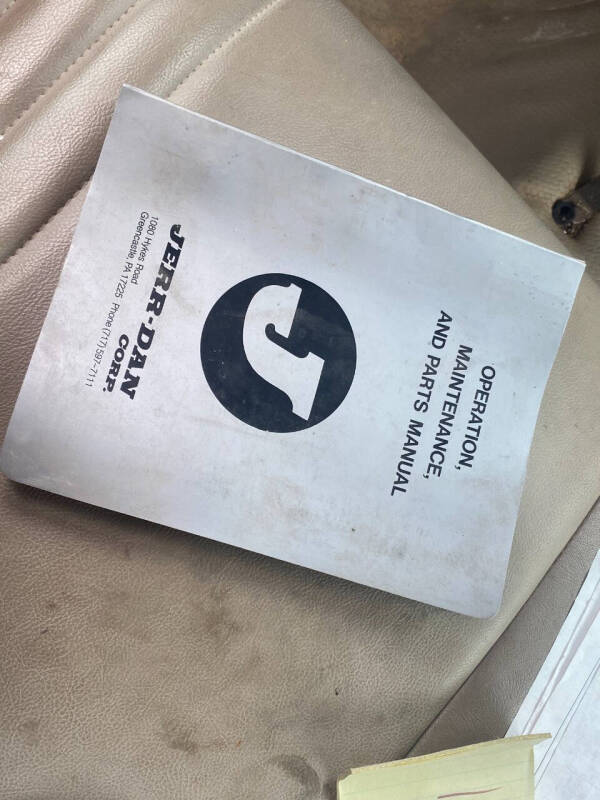 OPERATION,
MAINTENANCE,
AND PARTS MANUAL
J
JERR-DAN
CORP.
1080 Hykes Road
Greencastle, PA 17225 Phone (717) 597-7111